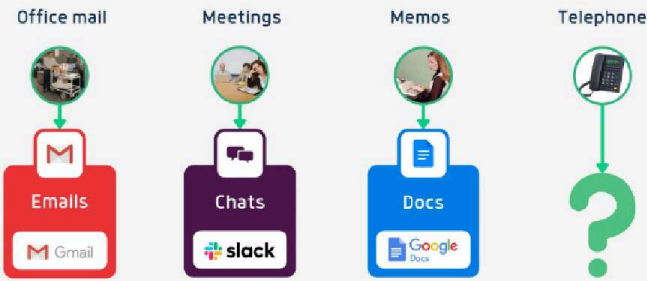 Office mail
Meetings
Memos
Telephone
Emails
Chats
Docs
Gmail
slack
Google
Docs
?